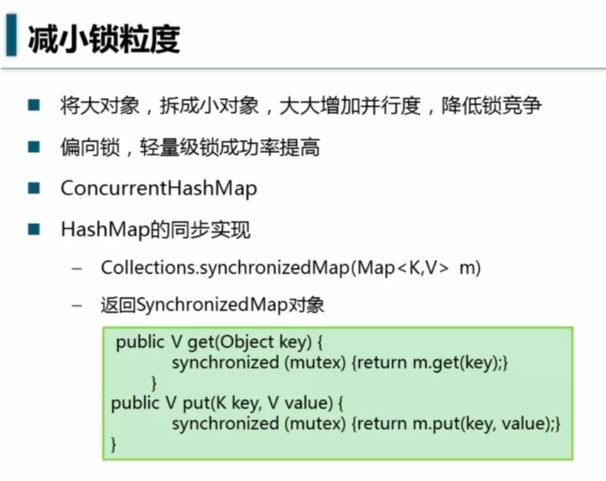 减小锁粒度
将大对象，拆成小对象，大大增加并行度，降低锁竞争
偏向锁，轻量级锁成功率提高
ConcurrentHashMap
HashMap的同步实现
– Collections.synchronizedMap(Map<K,V> m)
– 返回SynchronizedMap对象
public V get(Object key) {
synchronized (mutex) {return m.get(key);}
}
public V put(K key, V value) {
synchronized (mutex) {return m.put(key, value);}
}